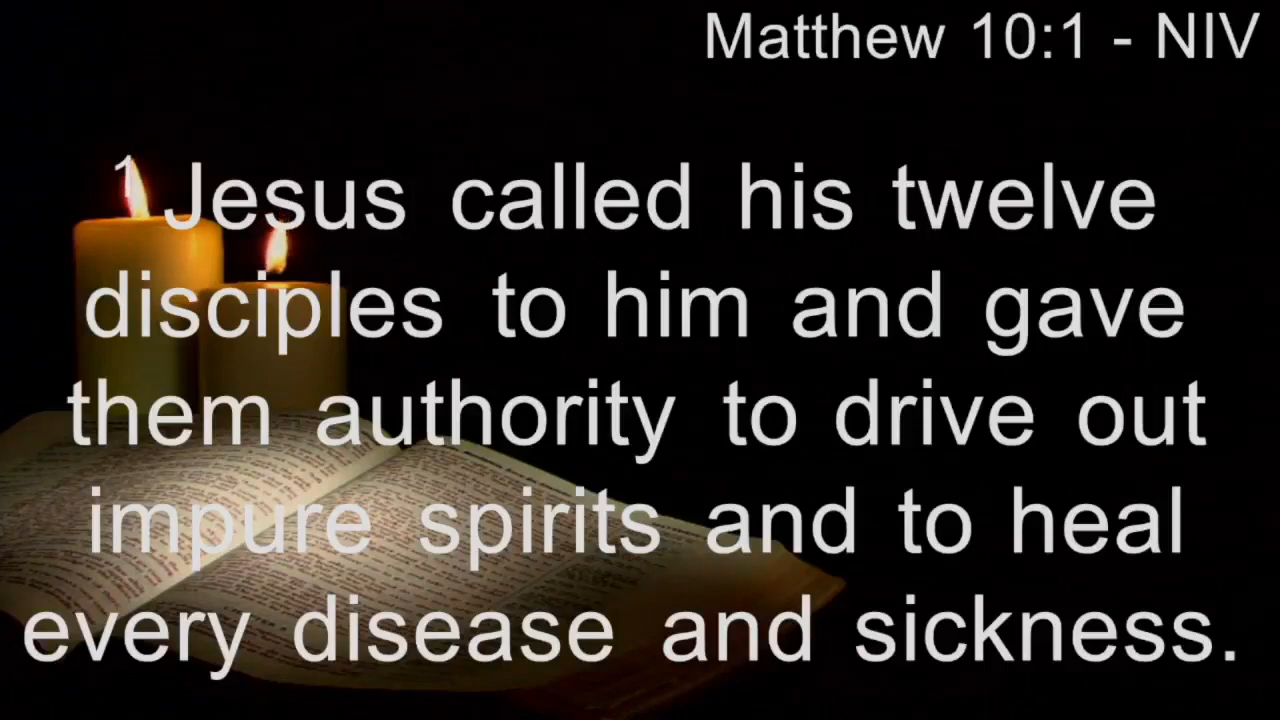 Matthew 10:1 - NIV
1 Jesus called his twelve
disciples to him and gave
them authority to drive out
impure spirits and to heal
every disease and sickness.